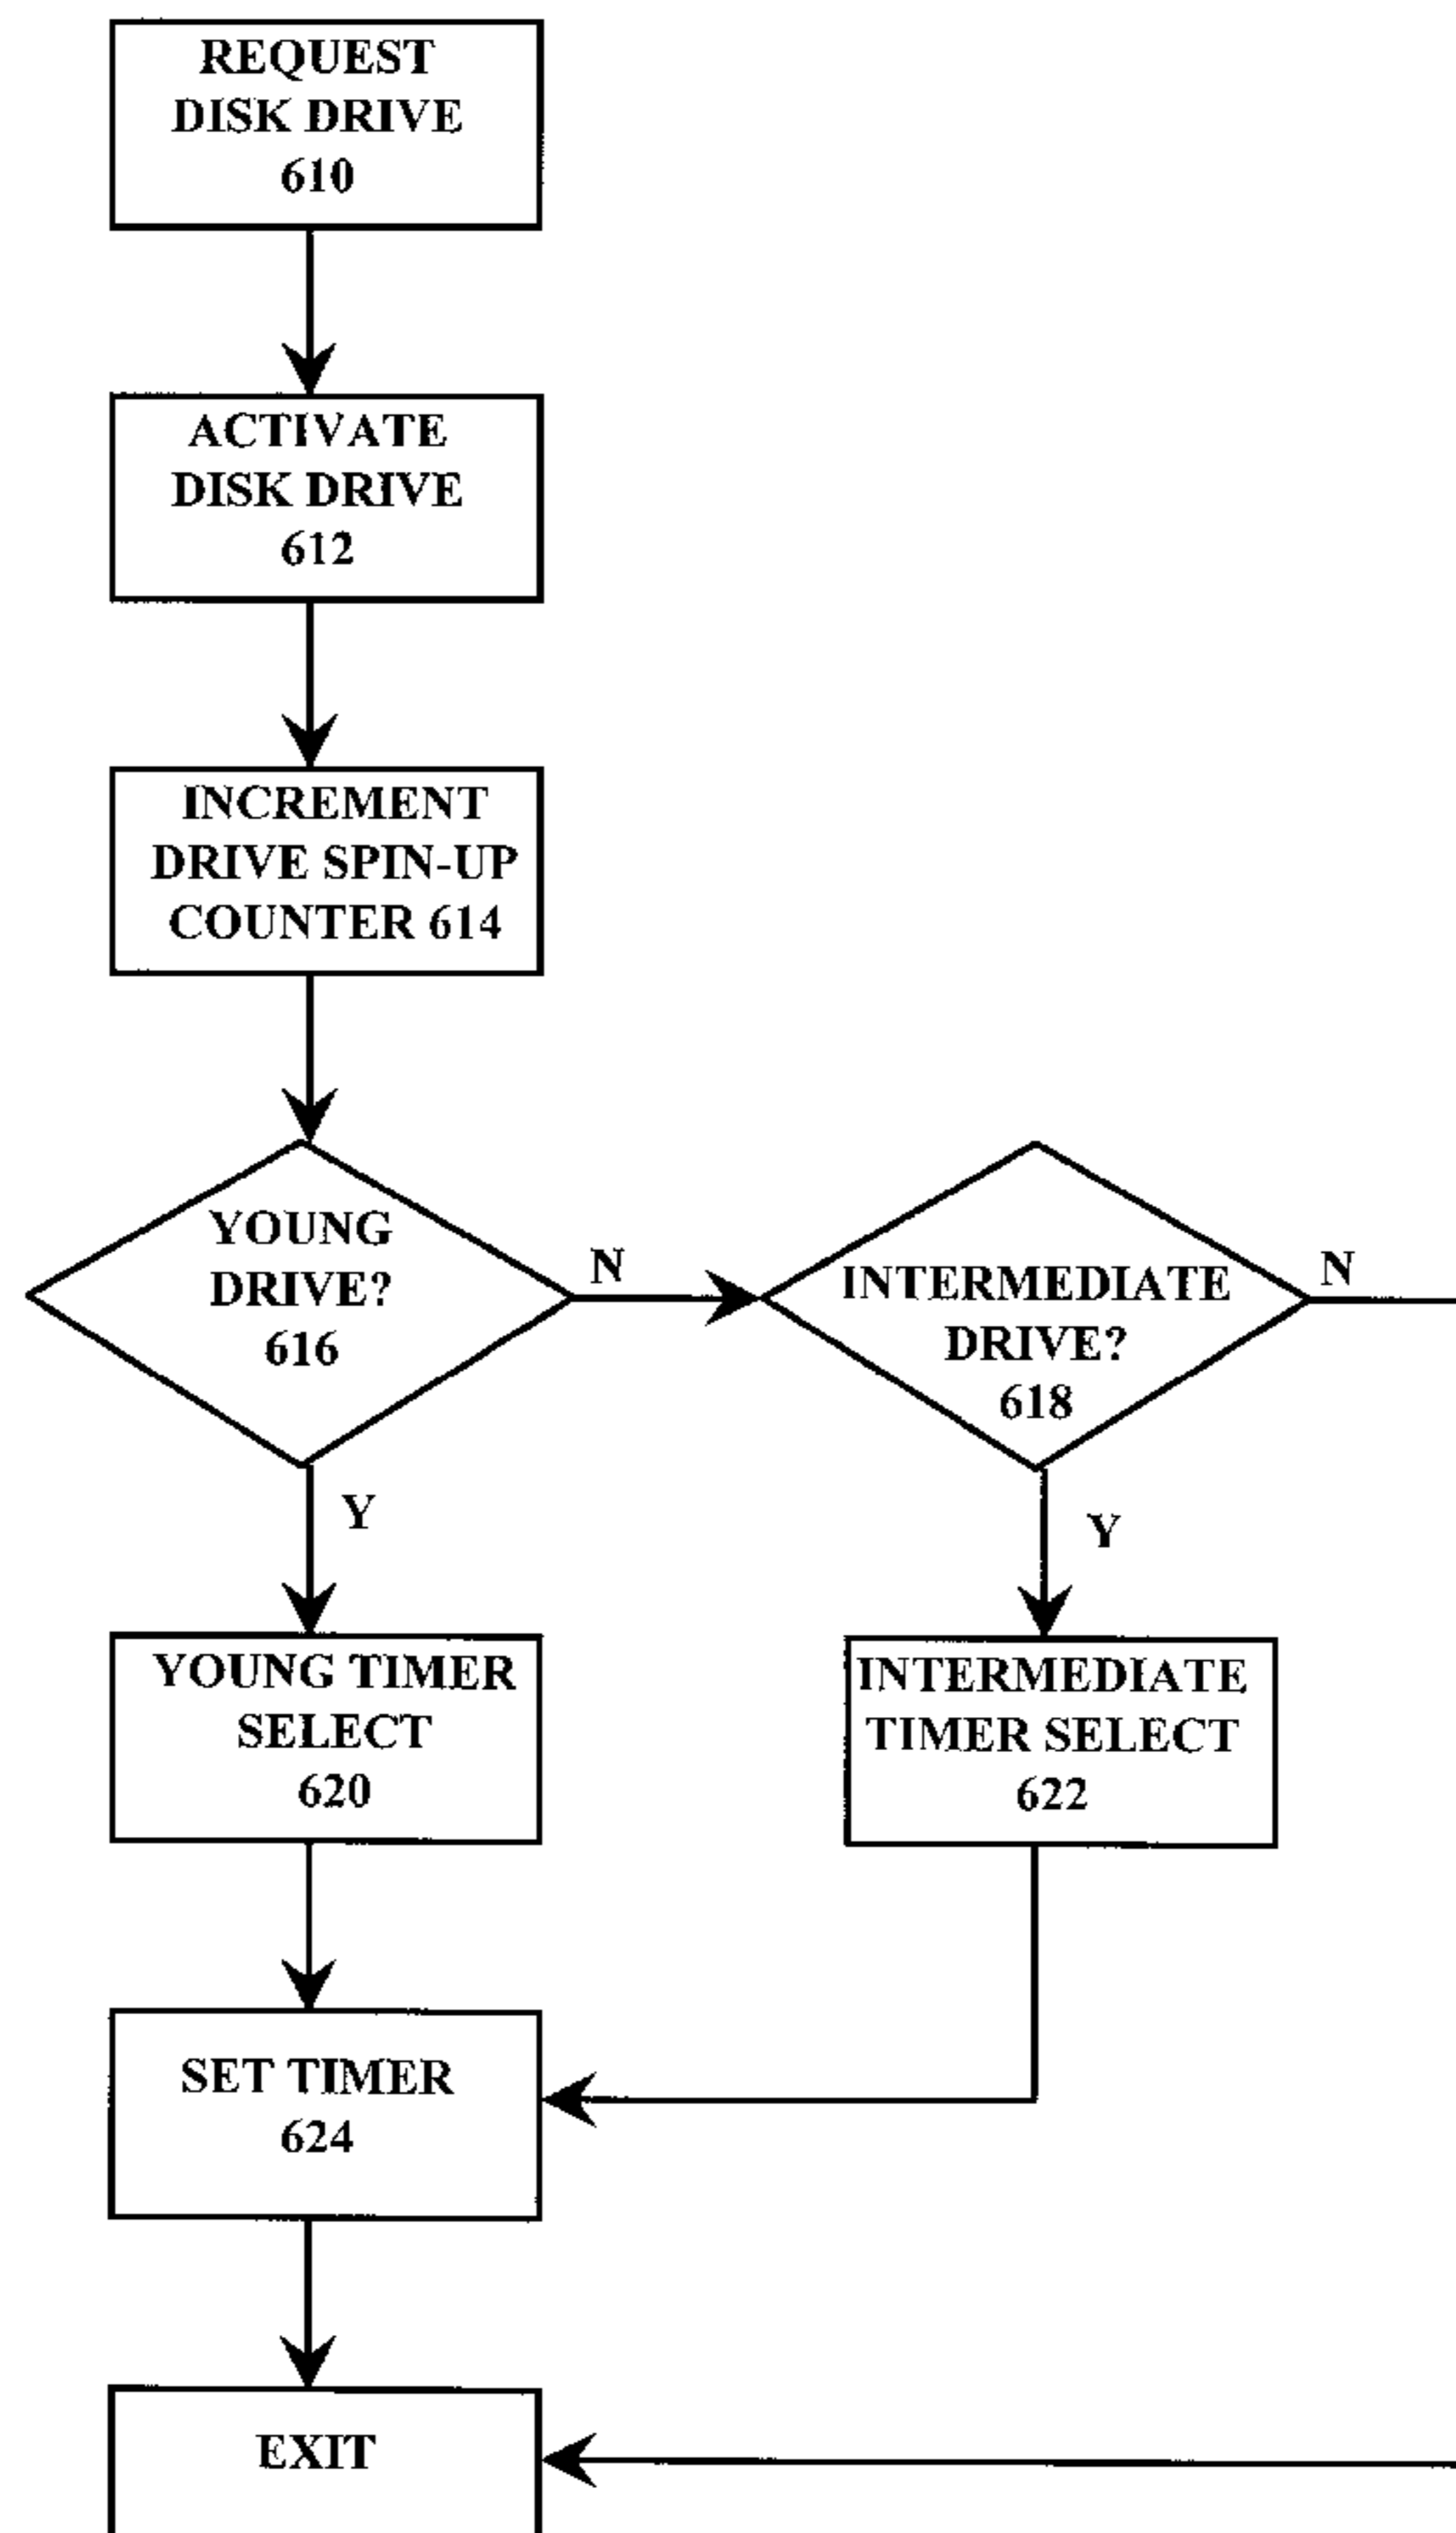 REQUEST
DISK DRIVE
610
ACTIVATE
DISK DRIVE
612
INCREMENT
DRIVE SPIN-UP
COUNTER 614
YOUNG
DRIVE?
616
N
INTERMEDIATE
DRIVE?
618
N
Y
Y
YOUNG TIMER
SELECT
620
INTERMEDIATE
TIMER SELECT
622
SET TIMER
624
EXIT